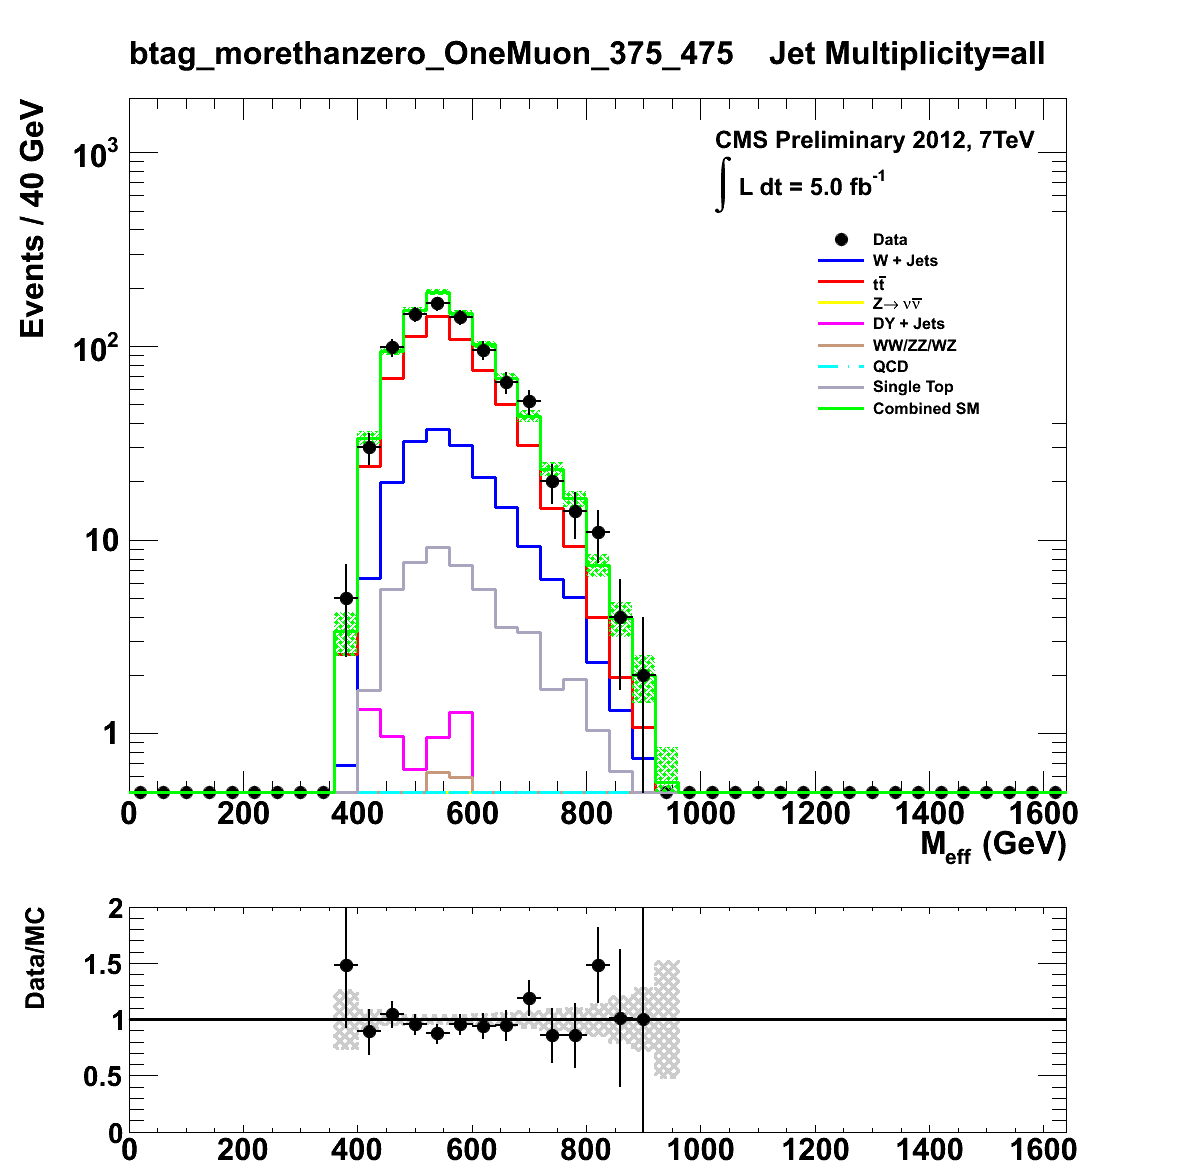 btag_morethanzero_OneMuon_375_475 Jet Multiplicity=all
Events / 40 GeV
10³
10²
10
1
CMS Preliminary 2012, 7TeV
∫ L dt = 5.0 fb⁻¹
Data
W + Jets
tt̅
Z→ νν̅
DY + Jets
WW/ZZ/WZ
QCD
Single Top
Combined SM
0 200 400 600 800 1000 1200 1400 1600
M_eff (GeV)
Data/MC
2
1.5
1
0.5
0
0 200 400 600 800 1000 1200 1400 1600